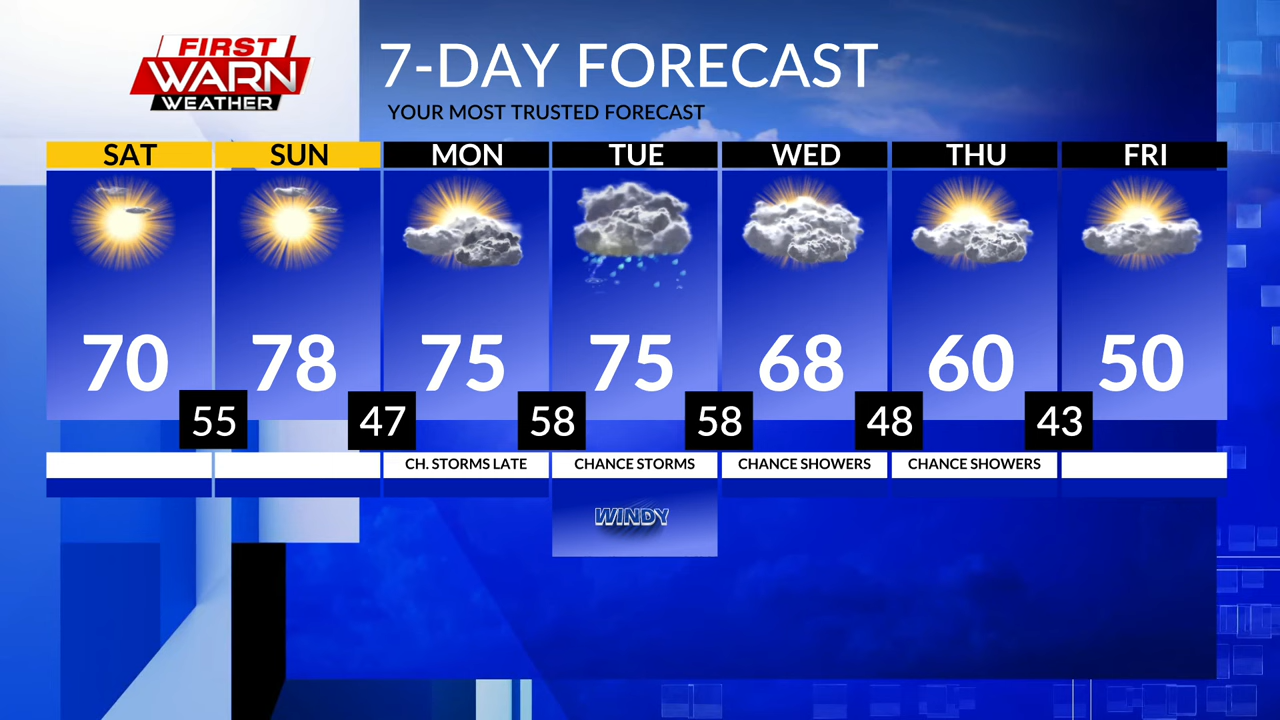 FIRST
WARN
WEATHER
7-DAY FORECAST
YOUR MOST TRUSTED FORECAST
SAT SUN MON TUE WED THU FRI
70 78 75 75 68 60 50
55 47 58 58 48 43
CH. STORMS LATE CHANCE STORMS CHANCE SHOWERS CHANCE SHOWERS
WINDY